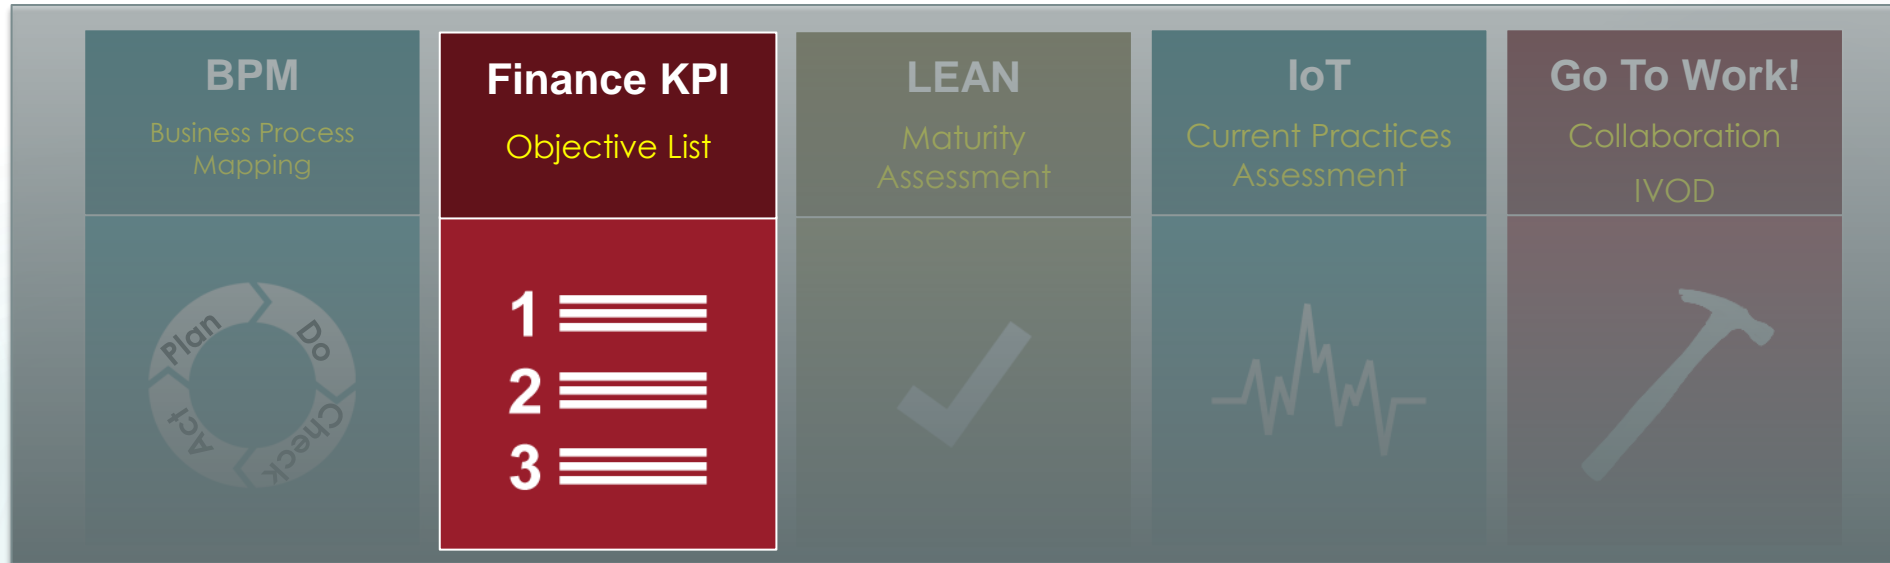 BPM
Business Process
Mapping
Plan
Do
Check
Act
Finance KPI
Objective List
1
2
3
LEAN
Maturity
Assessment
IoT
Current Practices
Assessment
Go To Work!
Collaboration
IVOD